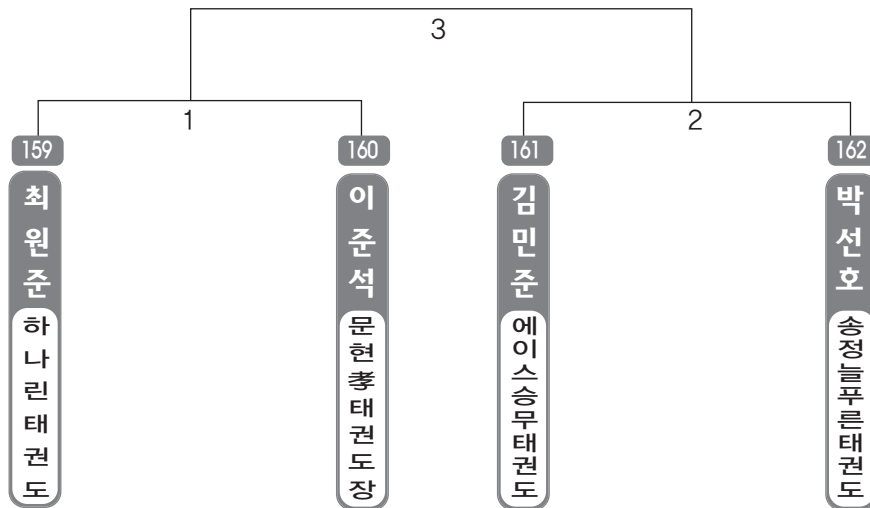 3
1
2
159
160
161
162
최원준
하나린태권도
이준석
문현孝태권도장
김민준
에이스승무태권도
박선호
송정늘푸른태권도